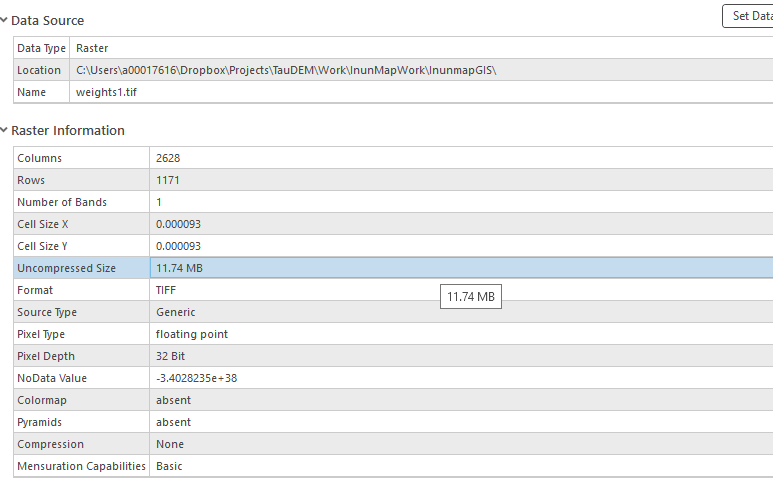 Data Source
Set Data
Data Type Raster
Location C:\Users\a00017616\Dropbox\Projects\TauDEM\Work\InunMapWork\InunmapGIS\
Name weights1.tif
Raster Information
Columns 2628
Rows 1171
Number of Bands 1
Cell Size X 0.000093
Cell Size Y 0.000093
Uncompressed Size 11.74 MB
Format TIFF
11.74 MB
Source Type Generic
Pixel Type floating point
Pixel Depth 32 Bit
NoData Value -3.4028235e+38
Colormap absent
Pyramids absent
Compression None
Mensuration Capabilities Basic